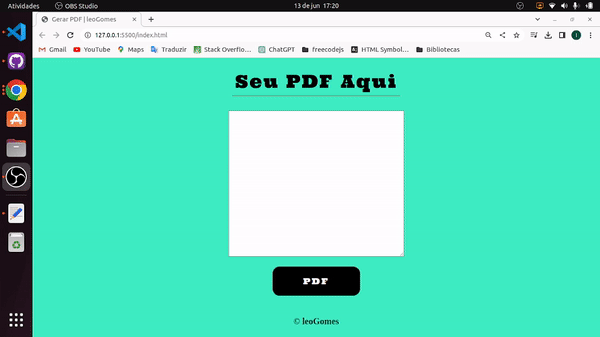 Atividades OBS Studio 13 de jun 17:20
Gerar PDF | leoGomes
127.0.0.1:5500/index.html
Gmail YouTube Maps Traduzir Stack Overflo... ChatGPT freecodejs HTML Symbol... Bibliotecas
Seu PDF Aqui
PDF
© leoGomes